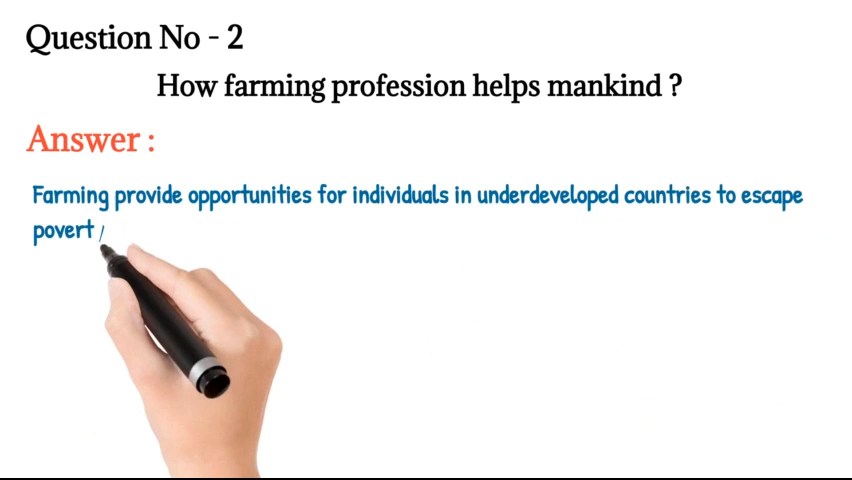 Question No - 2
How farming profession helps mankind ?
Answer :
Farming provide opportunities for individuals in underdeveloped countries to escape
povert